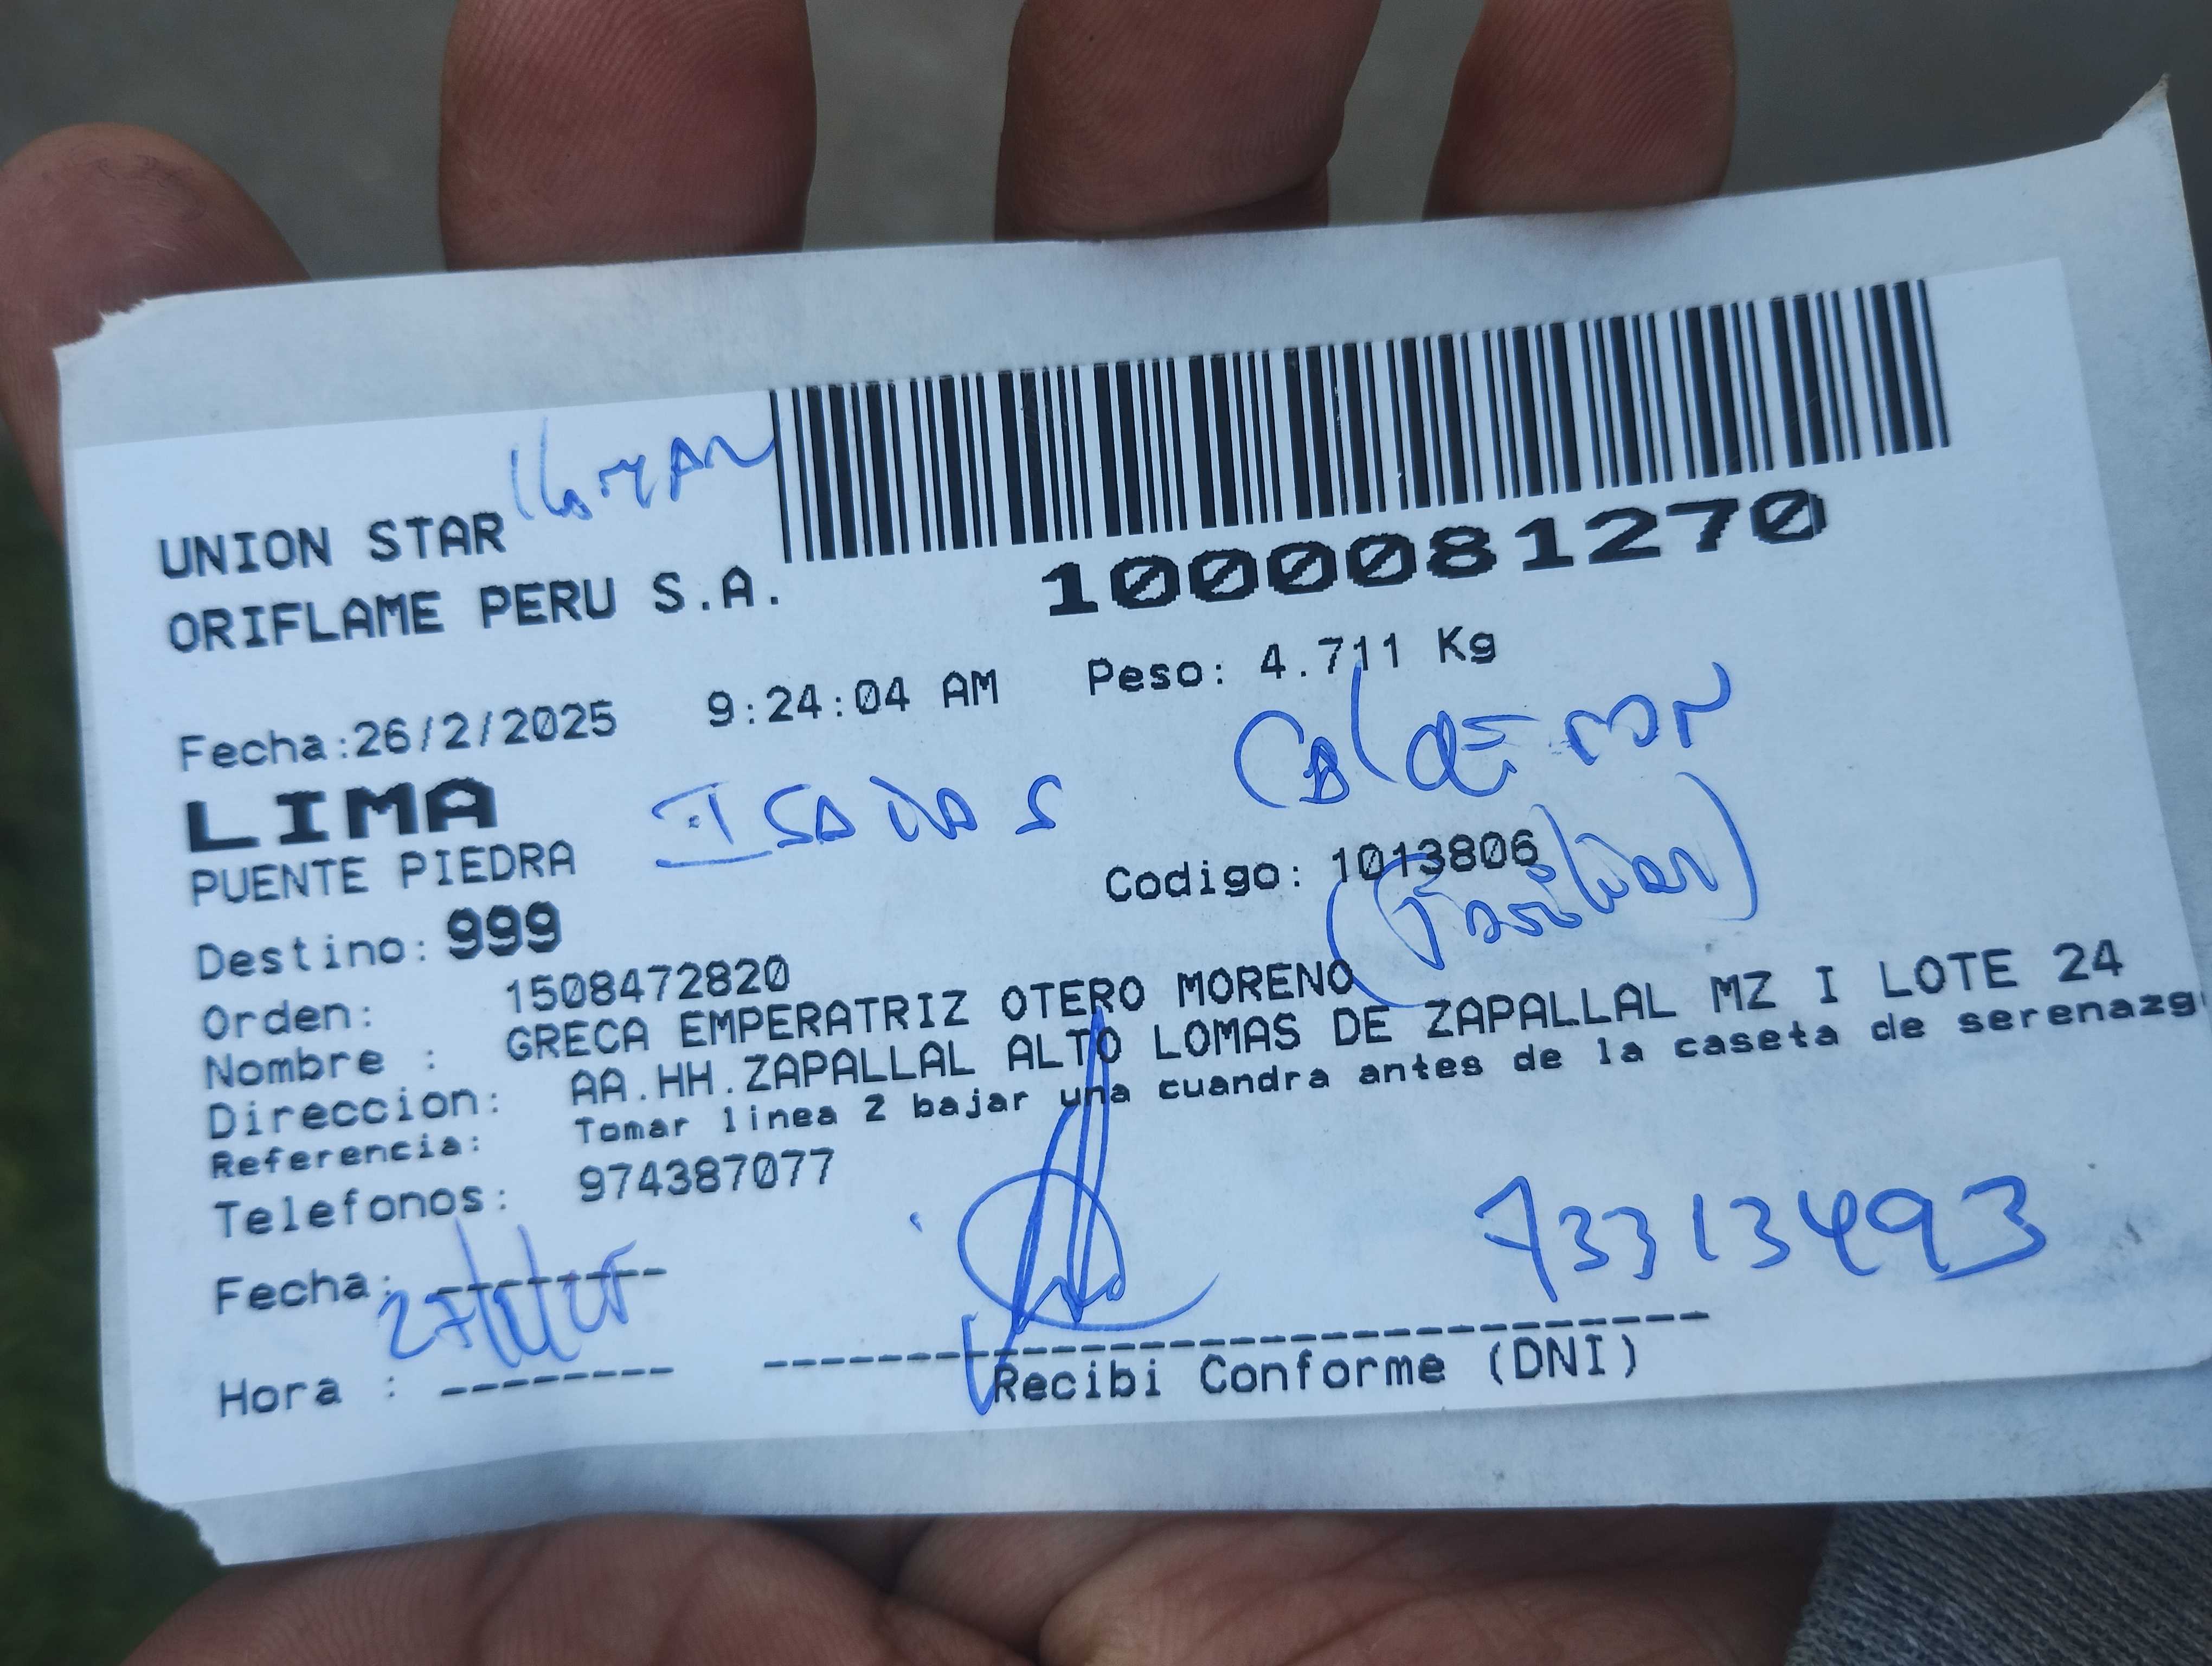 UNION STAR
ORIFLAME PERU S.A.
1000081270
Fecha:26/2/2025 9:24:04 AM Peso: 4.711 Kg
LIMA
PUENTE PIEDRA
Codigo: 1013806
Destino: 999
Orden: 1508472820
Nombre : GRECA EMPERATRIZ OTERO MORENO
Direccion: AA.HH.ZAPALLAL ALTO LOMAS DE ZAPALLAL MZ I LOTE 24
Referencia: Tomar linea 2 bajar una cuandra antes de la caseta de serenazg
Telefonos: 974387077
73313493
Fecha:
Hora :
Recibi Conforme (DNI)